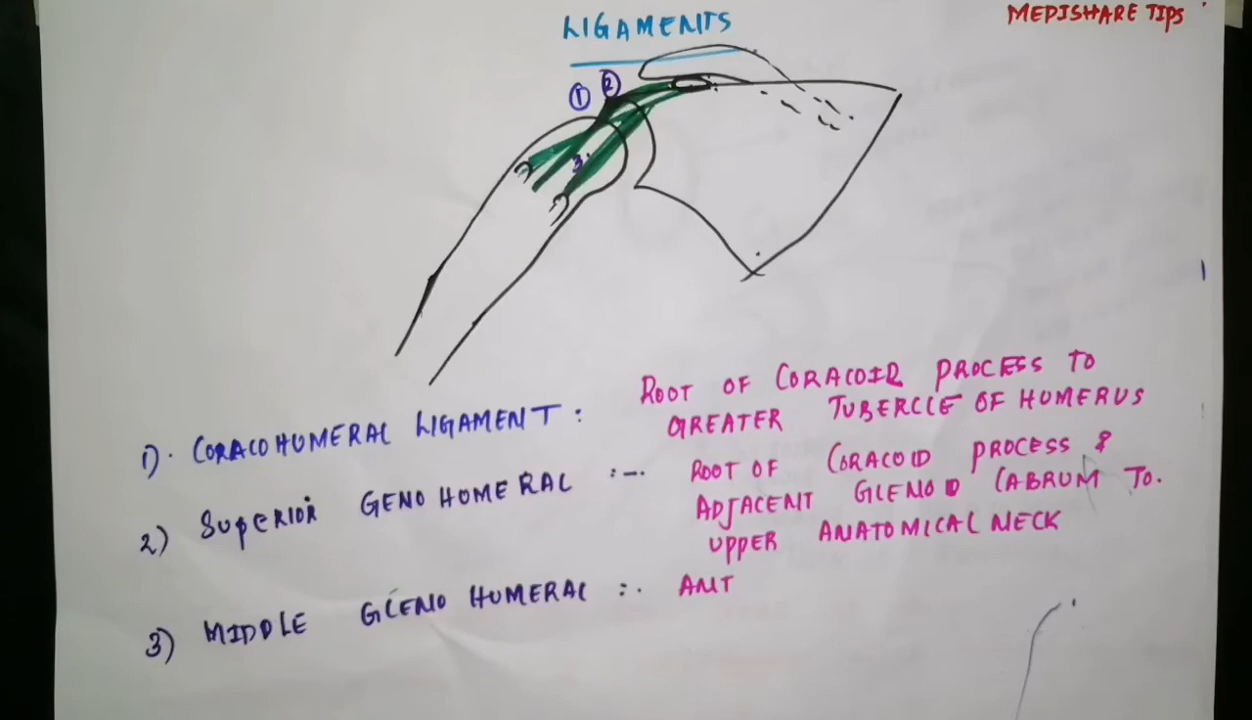 LIGAMENTS
MEDISHARE TIPS
1 2
3
1). CORACOHUMERAL LIGAMENT : ROOT OF CORACOID PROCESS TO
GREATER TUBERCLE OF HUMERUS
2) SUPERIOR GENO HOMERAL :-. ROOT OF CORACOID PROCESS &
ADJACENT GLENOID LABRUM TO.
UPPER ANATOMICAL NECK
3) MIDDLE GLENO HUMERAL :. ANT